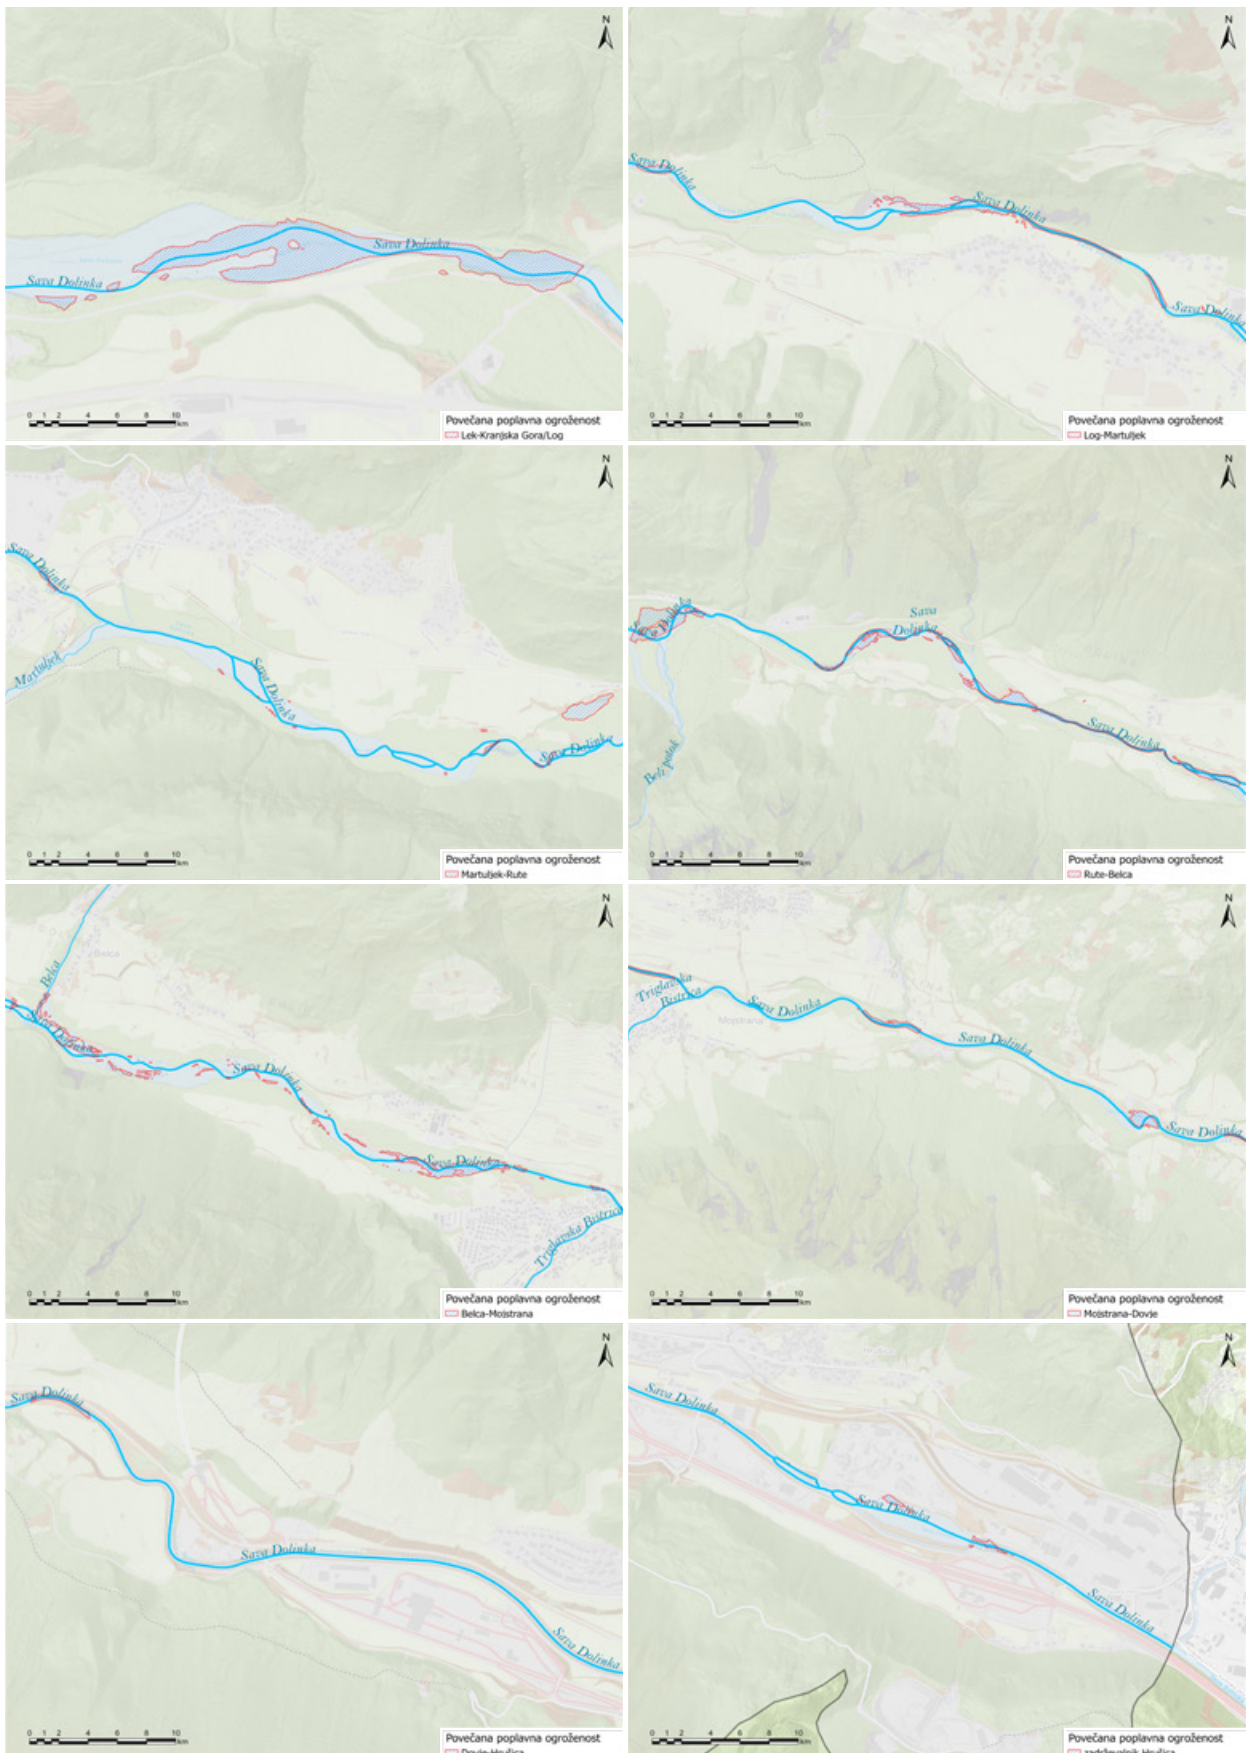 N
Sava Dolinka
Sava Dolinka
0 1 2 4 6 8 10
km
Povečana poplavna ogroženost
Lek-Kranjska Gora/Log
N
Sava Dolinka
Sava Dolinka
Sava Dolinka
0 1 2 4 6 8 10
km
Povečana poplavna ogroženost
Log-Martuljek
N
Sava Dolinka
Martuljek
Sava Dolinka
Sava Dolinka
0 1 2 4 6 8 10
km
Povečana poplavna ogroženost
Martuljek-Rute
N
Sava Dolinka
Sava
Dolinka
Beli potok
Sava Dolinka
0 1 2 4 6 8 10
km
Povečana poplavna ogroženost
Rute-Belca
N
Belca
Belca
Sava Dolinka
Sava Dolinka
Sava Dolinka
Triglavska Bistrica
0 1 2 4 6 8 10
km
Povečana poplavna ogroženost
Belca-Mojstrana
N
Triglavska
Bistrica
Mojstrana
Sava Dolinka
Sava Dolinka
Sava Dolinka
0 1 2 4 6 8 10
km
Povečana poplavna ogroženost
Mojstrana-Dovje
N
Sava Dolinka
Sava Dolinka
Sava Dolinka
0 1 2 4 6 8 10
km
Povečana poplavna ogroženost
Dovje-Hrušica
N
Sava Dolinka
Sava Dolinka
Sava Dolinka
0 1 2 4 6 8 10
km
Povečana poplavna ogroženost
zadrževalnik Hrušica